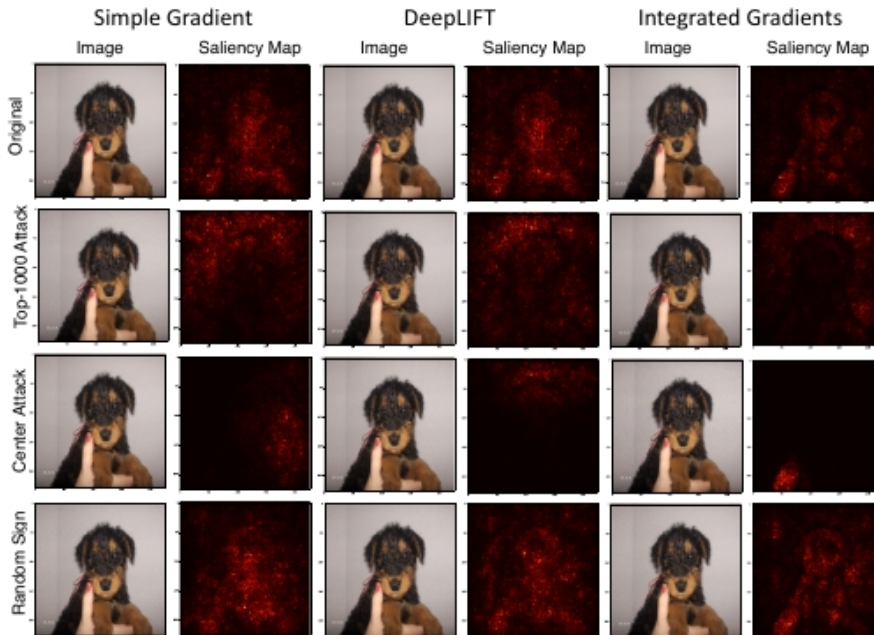 Simple Gradient DeepLIFT Integrated Gradients
Image Saliency Map Image Saliency Map Image Saliency Map
Original
Top-1000 Attack
Center Attack
Random Sign